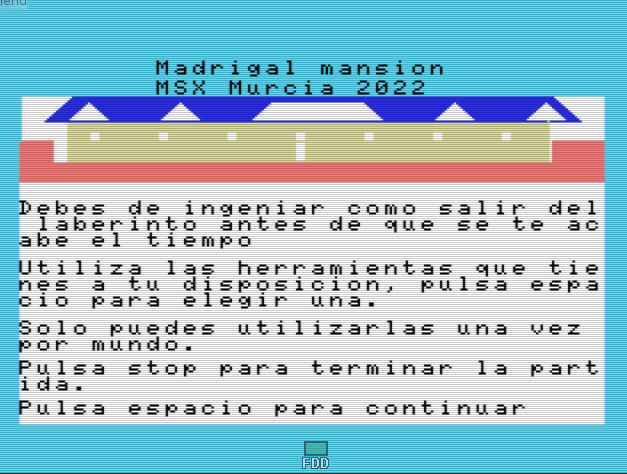 Madrigal mansion
MSX Murcia 2022
Debes de ingeniar como salir del
laberinto antes de que se te ac
abe el tiempo
Utiliza las herramientas que tie
nes a tu disposicion, pulsa espa
cio para elegir una.
Solo puedes utilizarlas una vez
por mundo.
Pulsa stop para terminar la part
ida.
Pulsa espacio para continuar
FDD